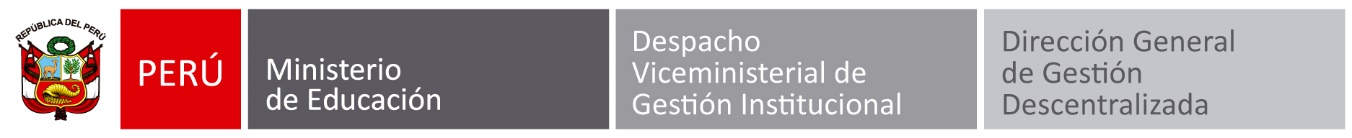 REPÚBLICA DEL PERÚ
PERÚ
Ministerio
de Educación
Despacho
Viceministerial de
Gestión Institucional
Dirección General
de Gestión
Descentralizada